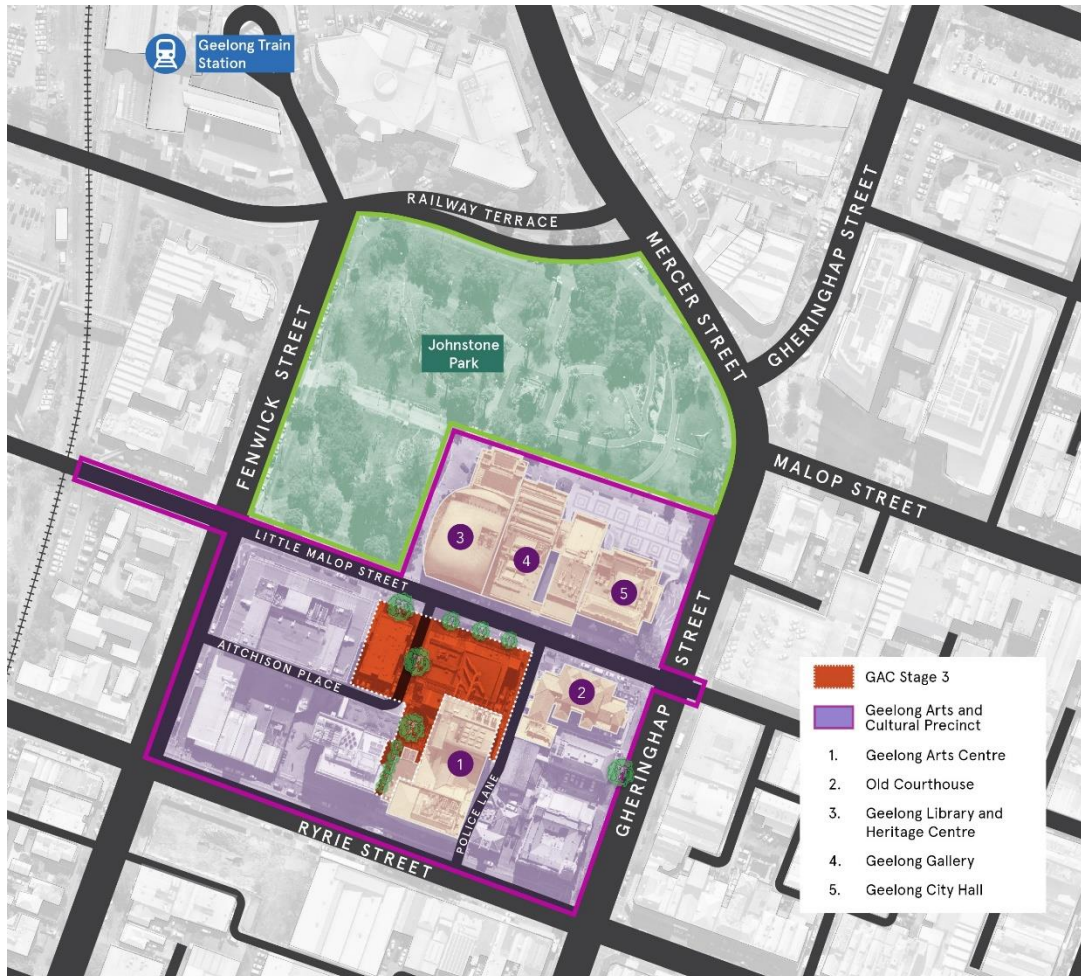 Geelong Train
Station
RAILWAY TERRACE
MERCER STREET
GHERINGHAP STREET
FENWICK STREET
Johnstone
Park
MALOP STREET
LITTLE MALOP STREET
3
4
5
AITCHISON PLACE
2
1
POLICE LANE
GHERINGHAP STREET
RYRIE STREET
GAC Stage 3
Geelong Arts and
Cultural Precinct
1. Geelong Arts Centre
2. Old Courthouse
3. Geelong Library and
Heritage Centre
4. Geelong Gallery
5. Geelong City Hall